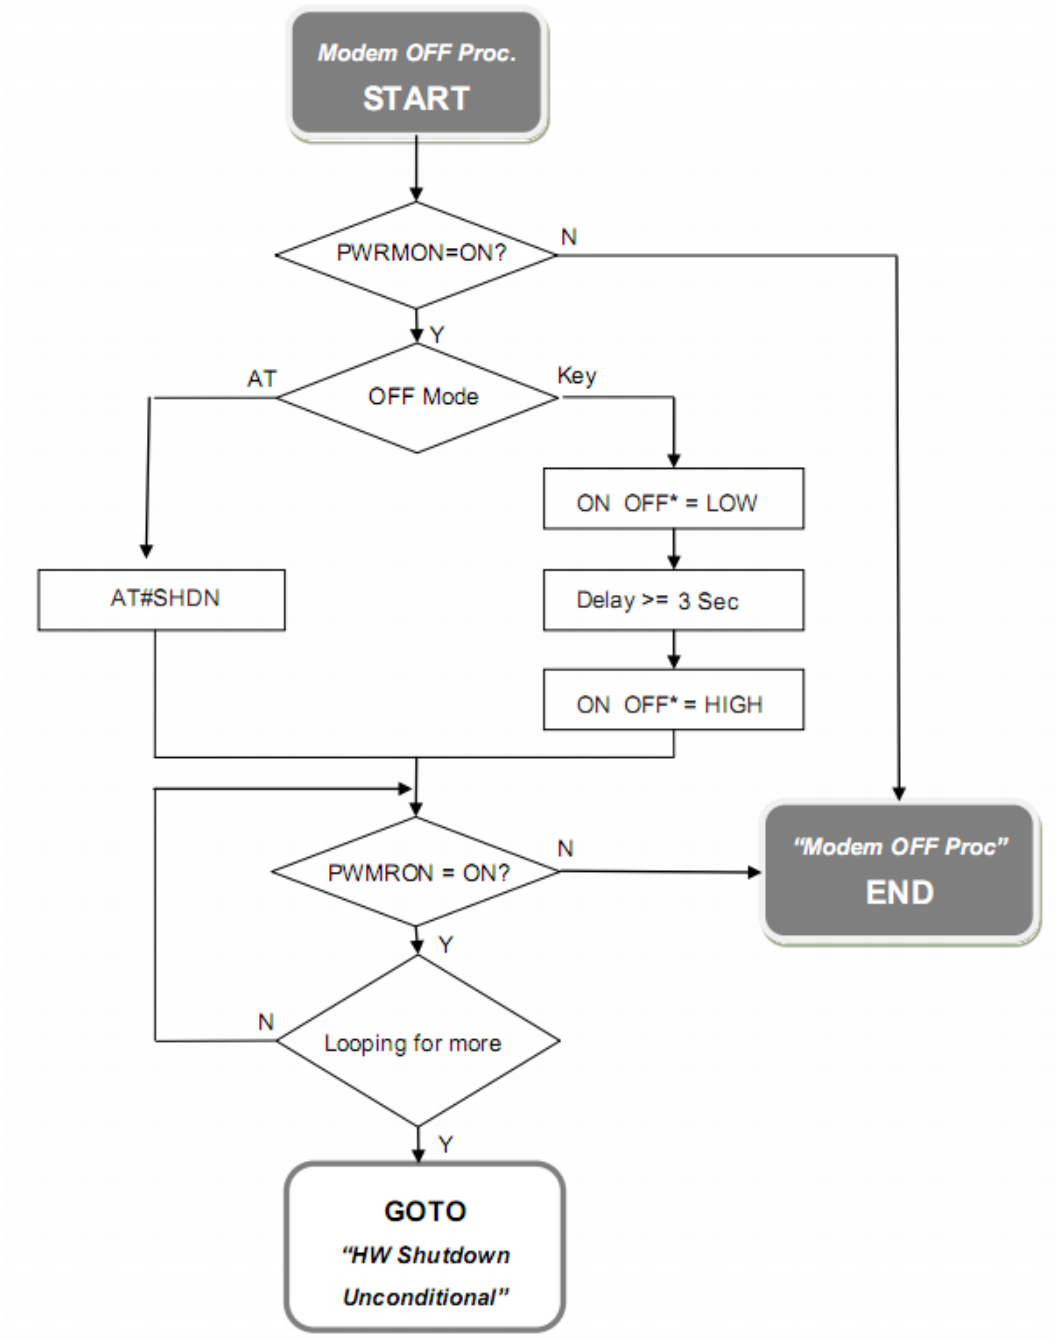 Modem OFF Proc.
START
PWRMON=ON?
N
Y
OFF Mode
AT
Key
ON OFF* = LOW
AT#SHDN
Delay >= 3 Sec
ON OFF* = HIGH
PWMRON = ON?
N
"Modem OFF Proc"
END
Y
N
Looping for more
Y
GOTO
"HW Shutdown
Unconditional"